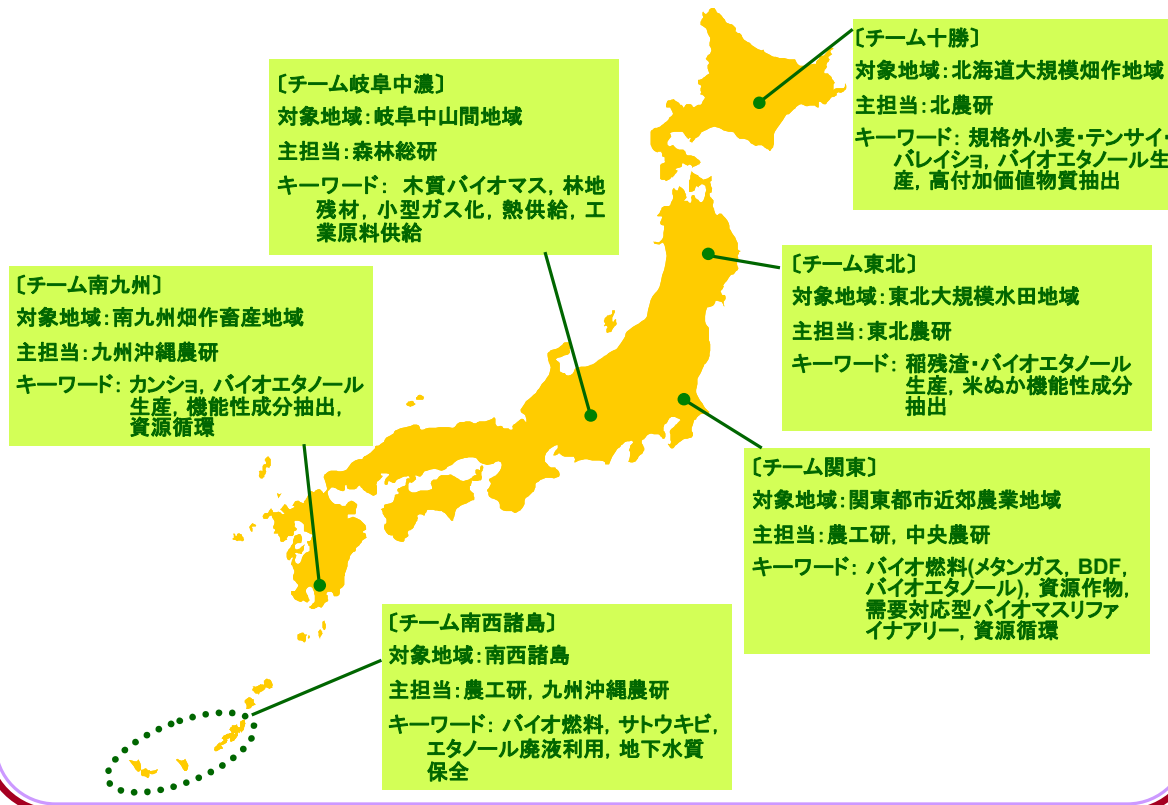 〔チーム十勝〕
対象地域：北海道大規模畑作地域
主担当：北農研
キーワード： 規格外小麦・テンサイ・
バレイショ, バイオエタノール生
産, 高付加価値物質抽出
〔チーム岐阜中濃〕
対象地域：岐阜中山間地域
主担当：森林総研
キーワード： 木質バイオマス, 林地
残材, 小型ガス化, 熱供給, 工
業原料供給
〔チーム東北〕
対象地域：東北大規模水田地域
主担当：東北農研
キーワード： 稲残渣・バイオエタノール
生産, 米ぬか機能性成分
抽出
〔チーム南九州〕
対象地域：南九州畑作畜産地域
主担当：九州沖縄農研
キーワード： カンショ, バイオエタノール
生産, 機能性成分抽出,
資源循環
〔チーム関東〕
対象地域：関東都市近郊農業地域
主担当：農工研, 中央農研
キーワード： バイオ燃料(メタンガス, BDF,
バイオエタノール), 資源作物,
需要対応型バイオマスリファ
イナアリー, 資源循環
〔チーム南西諸島〕
対象地域：南西諸島
主担当：農工研, 九州沖縄農研
キーワード： バイオ燃料, サトウキビ,
エタノール廃液利用, 地下水質
保全